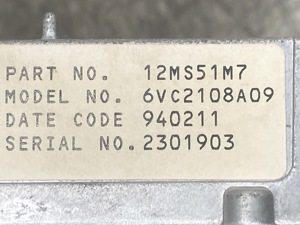 PART NO. 12MS51M7
MODEL NO. 6VC2108A09
DATE CODE 940211
SERIAL NO. 2301903